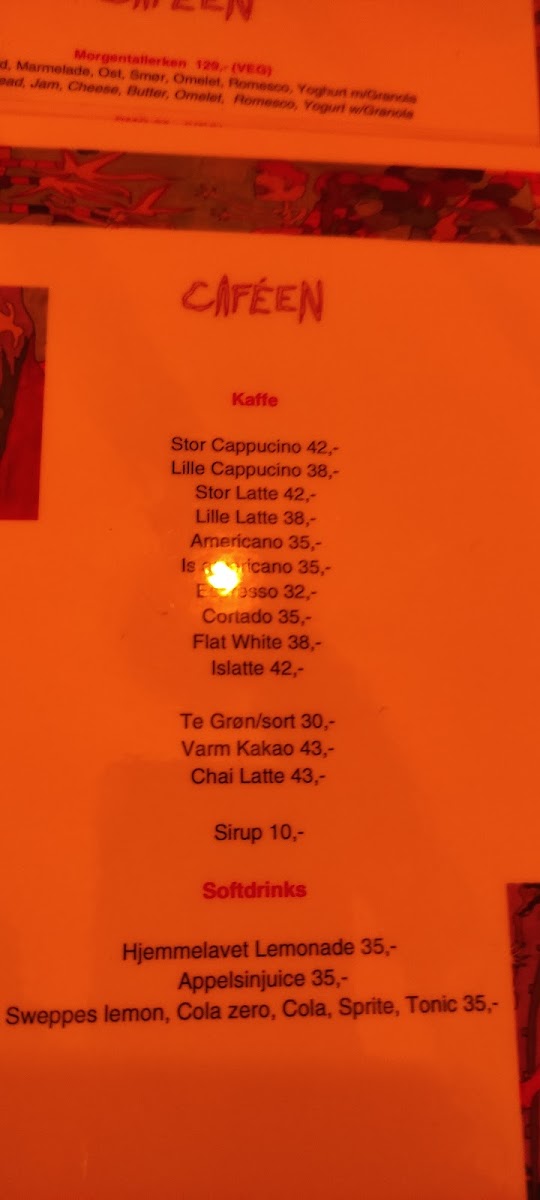 CAFÉEN
Morgentallerken 129,- (VEG)
Marmelade, Ost, Smør, Omelet, Romesco, Yoghurt m/Granola
Jam, Cheese, Butter, Omelet, Romesco, Yogurt w/Granola
CAFÉEN
Kaffe
Stor Cappucino 42,-
Lille Cappucino 38,-
Stor Latte 42,-
Lille Latte 38,-
Americano 35,-
Is americano 35,-
Espresso 32,-
Cortado 35,-
Flat White 38,-
Islatte 42,-
Te Grøn/sort 30,-
Varm Kakao 43,-
Chai Latte 43,-
Sirup 10,-
Softdrinks
Hjemmelavet Lemonade 35,-
Appelsinjuice 35,-
Sweppes lemon, Cola zero, Cola, Sprite, Tonic 35,-